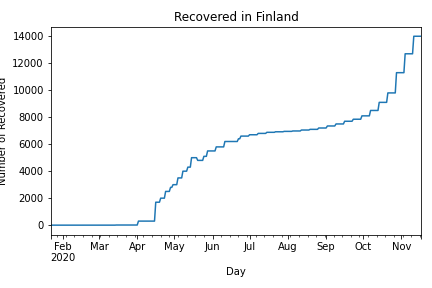 Recovered in Finland
Number of Recovered
14000
12000
10000
8000
6000
4000
2000
0
Feb Mar Apr May Jun Jul Aug Sep Oct Nov
2020
Day